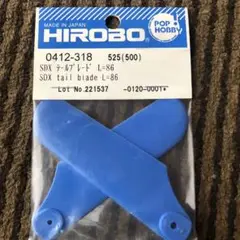 MADE IN JAPAN
HIROBO
POP
HOBBY
0412-318 525(500)
SDX ﾃｰﾙﾌﾞﾚｰﾄﾞ L=86
SDX tail blade L=86
Lot No.221537 -0120-0001*